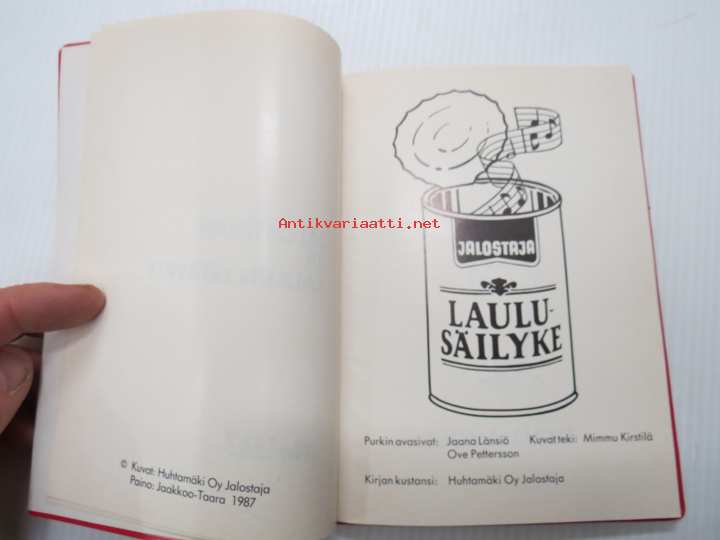 © Kuvat: Huhtamäki Oy Jalostaja
Paino: Jaakkoo-Taara 1987
Antikvariaatti.net
JALOSTAJA
LAULU-
SÄILYKE
Purkin avasivat: Jaana Länsiö Kuvat teki: Mimmu Kirstilä
Ove Pettersson
Kirjan kustansi: Huhtamäki Oy Jalostaja